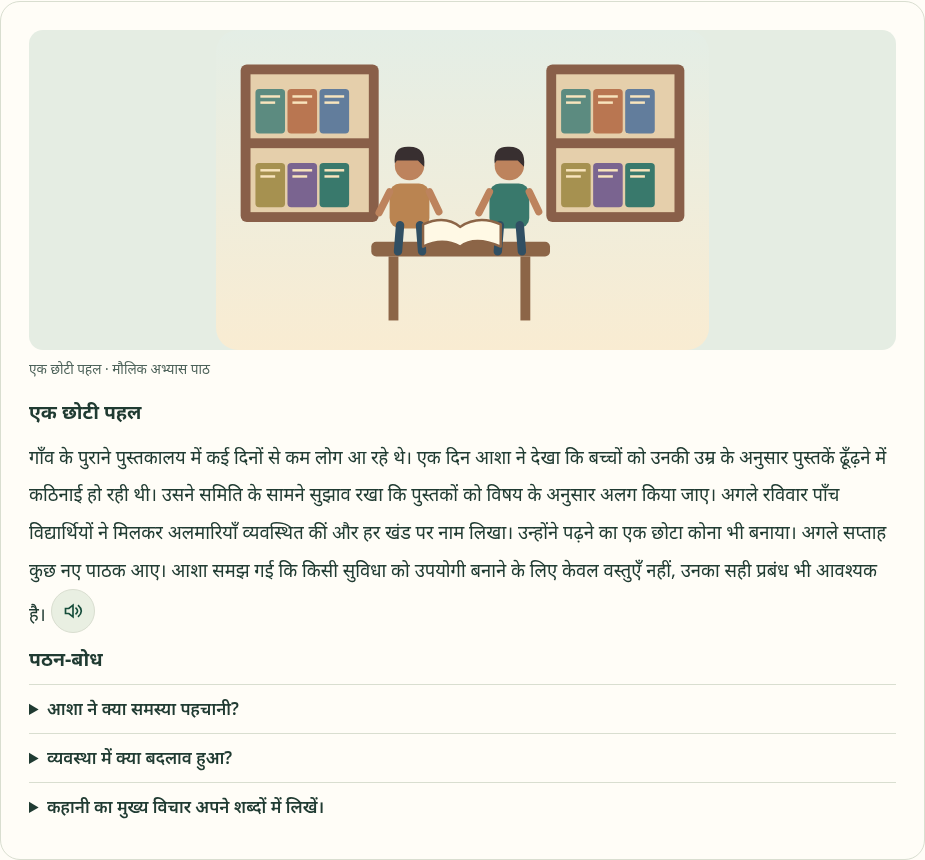 एक छोटी पहल · मौलिक अभ्यास पाठ
एक छोटी पहल
गाँव के पुराने पुस्तकालय में कई दिनों से कम लोग आ रहे थे। एक दिन आशा ने देखा कि बच्चों को उनकी उम्र के अनुसार पुस्तकें ढूँढ़ने में
कठिनाई हो रही थी। उसने समिति के सामने सुझाव रखा कि पुस्तकों को विषय के अनुसार अलग किया जाए। अगले रविवार पाँच
विद्यार्थियों ने मिलकर अलमारियाँ व्यवस्थित कीं और हर खंड पर नाम लिखा। उन्होंने पढ़ने का एक छोटा कोना भी बनाया। अगले सप्ताह
कुछ नए पाठक आए। आशा समझ गई कि किसी सुविधा को उपयोगी बनाने के लिए केवल वस्तुएँ नहीं, उनका सही प्रबंध भी आवश्यक
है।
पठन-बोध
आशा ने क्या समस्या पहचानी?
व्यवस्था में क्या बदलाव हुआ?
कहानी का मुख्य विचार अपने शब्दों में लिखें।